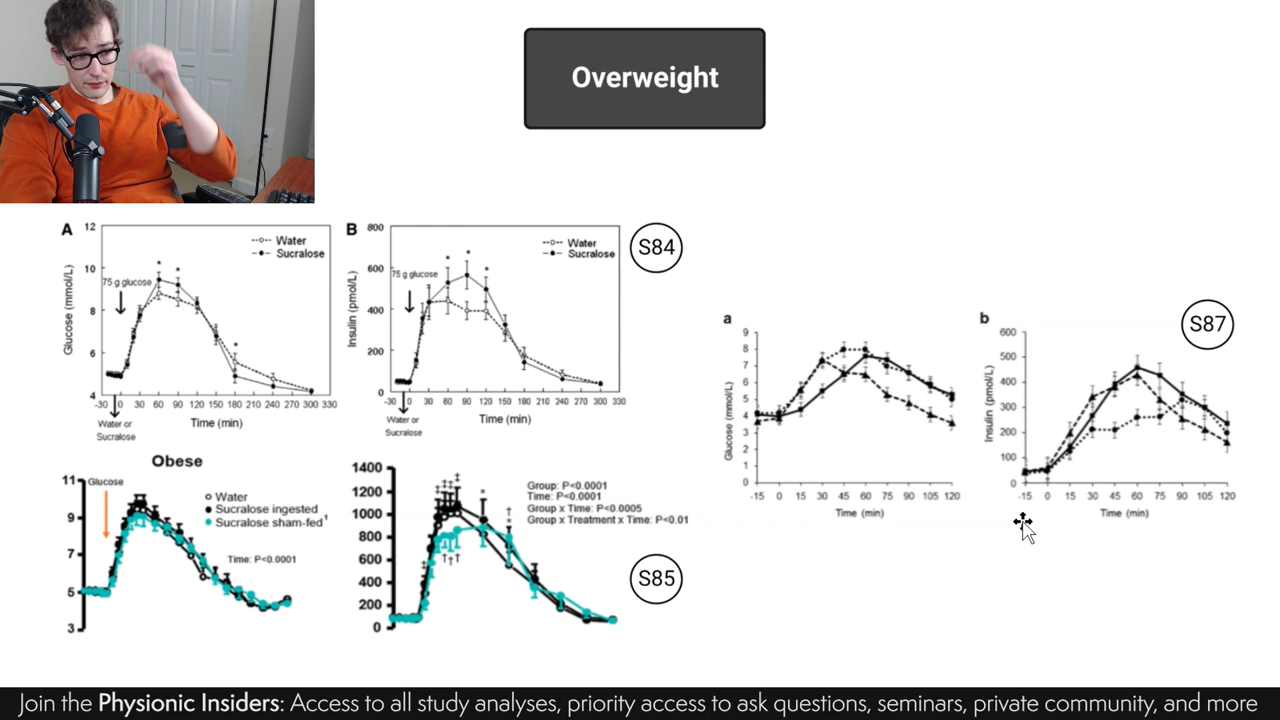 Overweight
A
12
10
8
6
4
Glucose (mmol/L)
75 g glucose
Water
Sucralose
* *
*
-30 0 30 60 90 120 150 180 210 240 270 300 330
Time (min)
Water or
Sucralose
B
800
600
400
200
0
Insulin (pmol/L)
75 g glucose
Water
Sucralose
* * *
-30 0 30 60 90 120 150 180 210 240 270 300 330
Time (min)
Water or
Sucralose
S84
a
9
8
7
6
5
4
3
2
1
0
Glucose (mmol/L)
-15 0 15 30 45 60 75 90 105 120
Time (min)
b
600
500
400
300
200
100
0
Insulin (pmol/L)
-15 0 15 30 45 60 75 90 105 120
Time (min)
S87
Obese
11
9
7
5
3
Glucose
Water
Sucralose ingested
Sucralose sham-fed¹
Time: P<0.0001
1400
1200
1000
800
600
400
200
0
Group: P<0.0001
Time: P<0.0001
Group x Time: P<0.0005
Group x Treatment x Time: P<0.01
S85
Join the Physionic Insiders: Access to all study analyses, priority access to ask questions, seminars, private community, and more